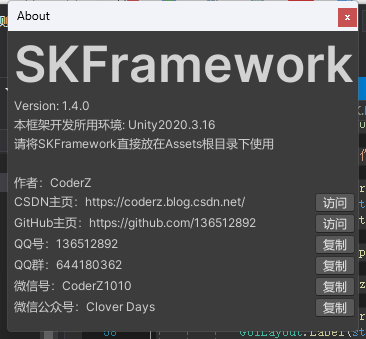 About
x
SKFramework
Version: 1.4.0
本框架开发所用环境: Unity2020.3.16
请将SKFramework直接放在Assets根目录下使用
作者：CoderZ
CSDN主页：https://coderz.blog.csdn.net/ 访问
GitHub主页：https://github.com/136512892 访问
QQ号：136512892 复制
QQ群：644180362 复制
微信号：CoderZ1010 复制
微信公众号：Clover Days 复制
58 GUILayout.Label(st